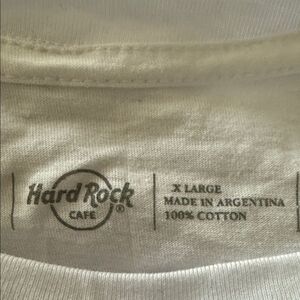 Hard Rock
CAFE
®
X LARGE
MADE IN ARGENTINA
100% COTTON